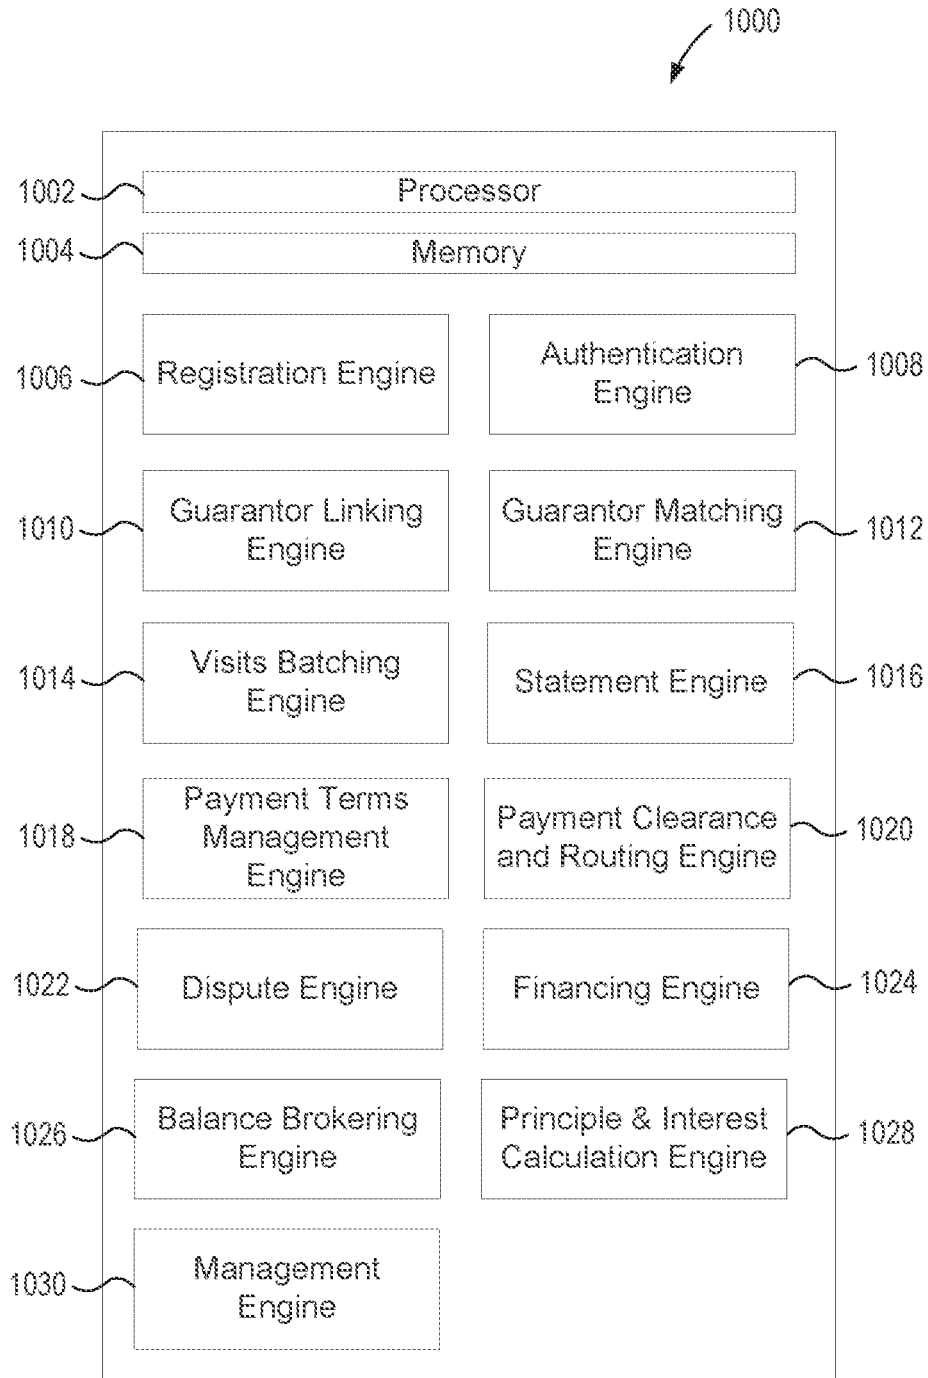 1000
1002
Processor
1004
Memory
1006
Registration Engine
Authentication
Engine
1008
1010
Guarantor Linking
Engine
Guarantor Matching
Engine
1012
1014
Visits Batching
Engine
Statement Engine
1016
1018
Payment Terms
Management
Engine
Payment Clearance
and Routing Engine
1020
1022
Dispute Engine
Financing Engine
1024
1026
Balance Brokering
Engine
Principle & Interest
Calculation Engine
1028
1030
Management
Engine